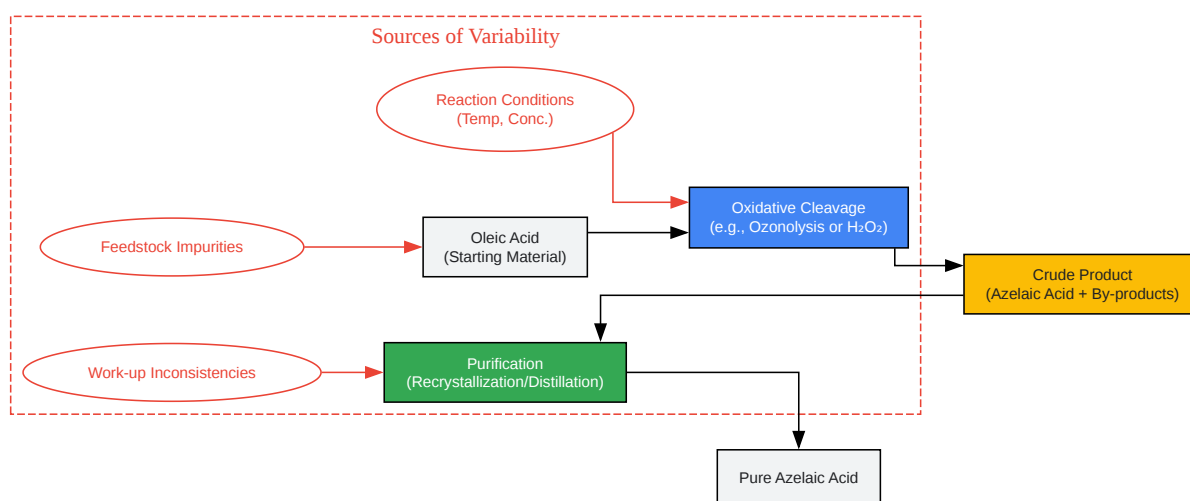 Sources of Variability
Reaction Conditions
(Temp, Conc.)
Oxidative Cleavage
(e.g., Ozonolysis or H₂O₂)
Feedstock Impurities
Oleic Acid
(Starting Material)
Crude Product
(Azelaic Acid + By-products)
Work-up Inconsistencies
Purification
(Recrystallization/Distillation)
Pure Azelaic Acid